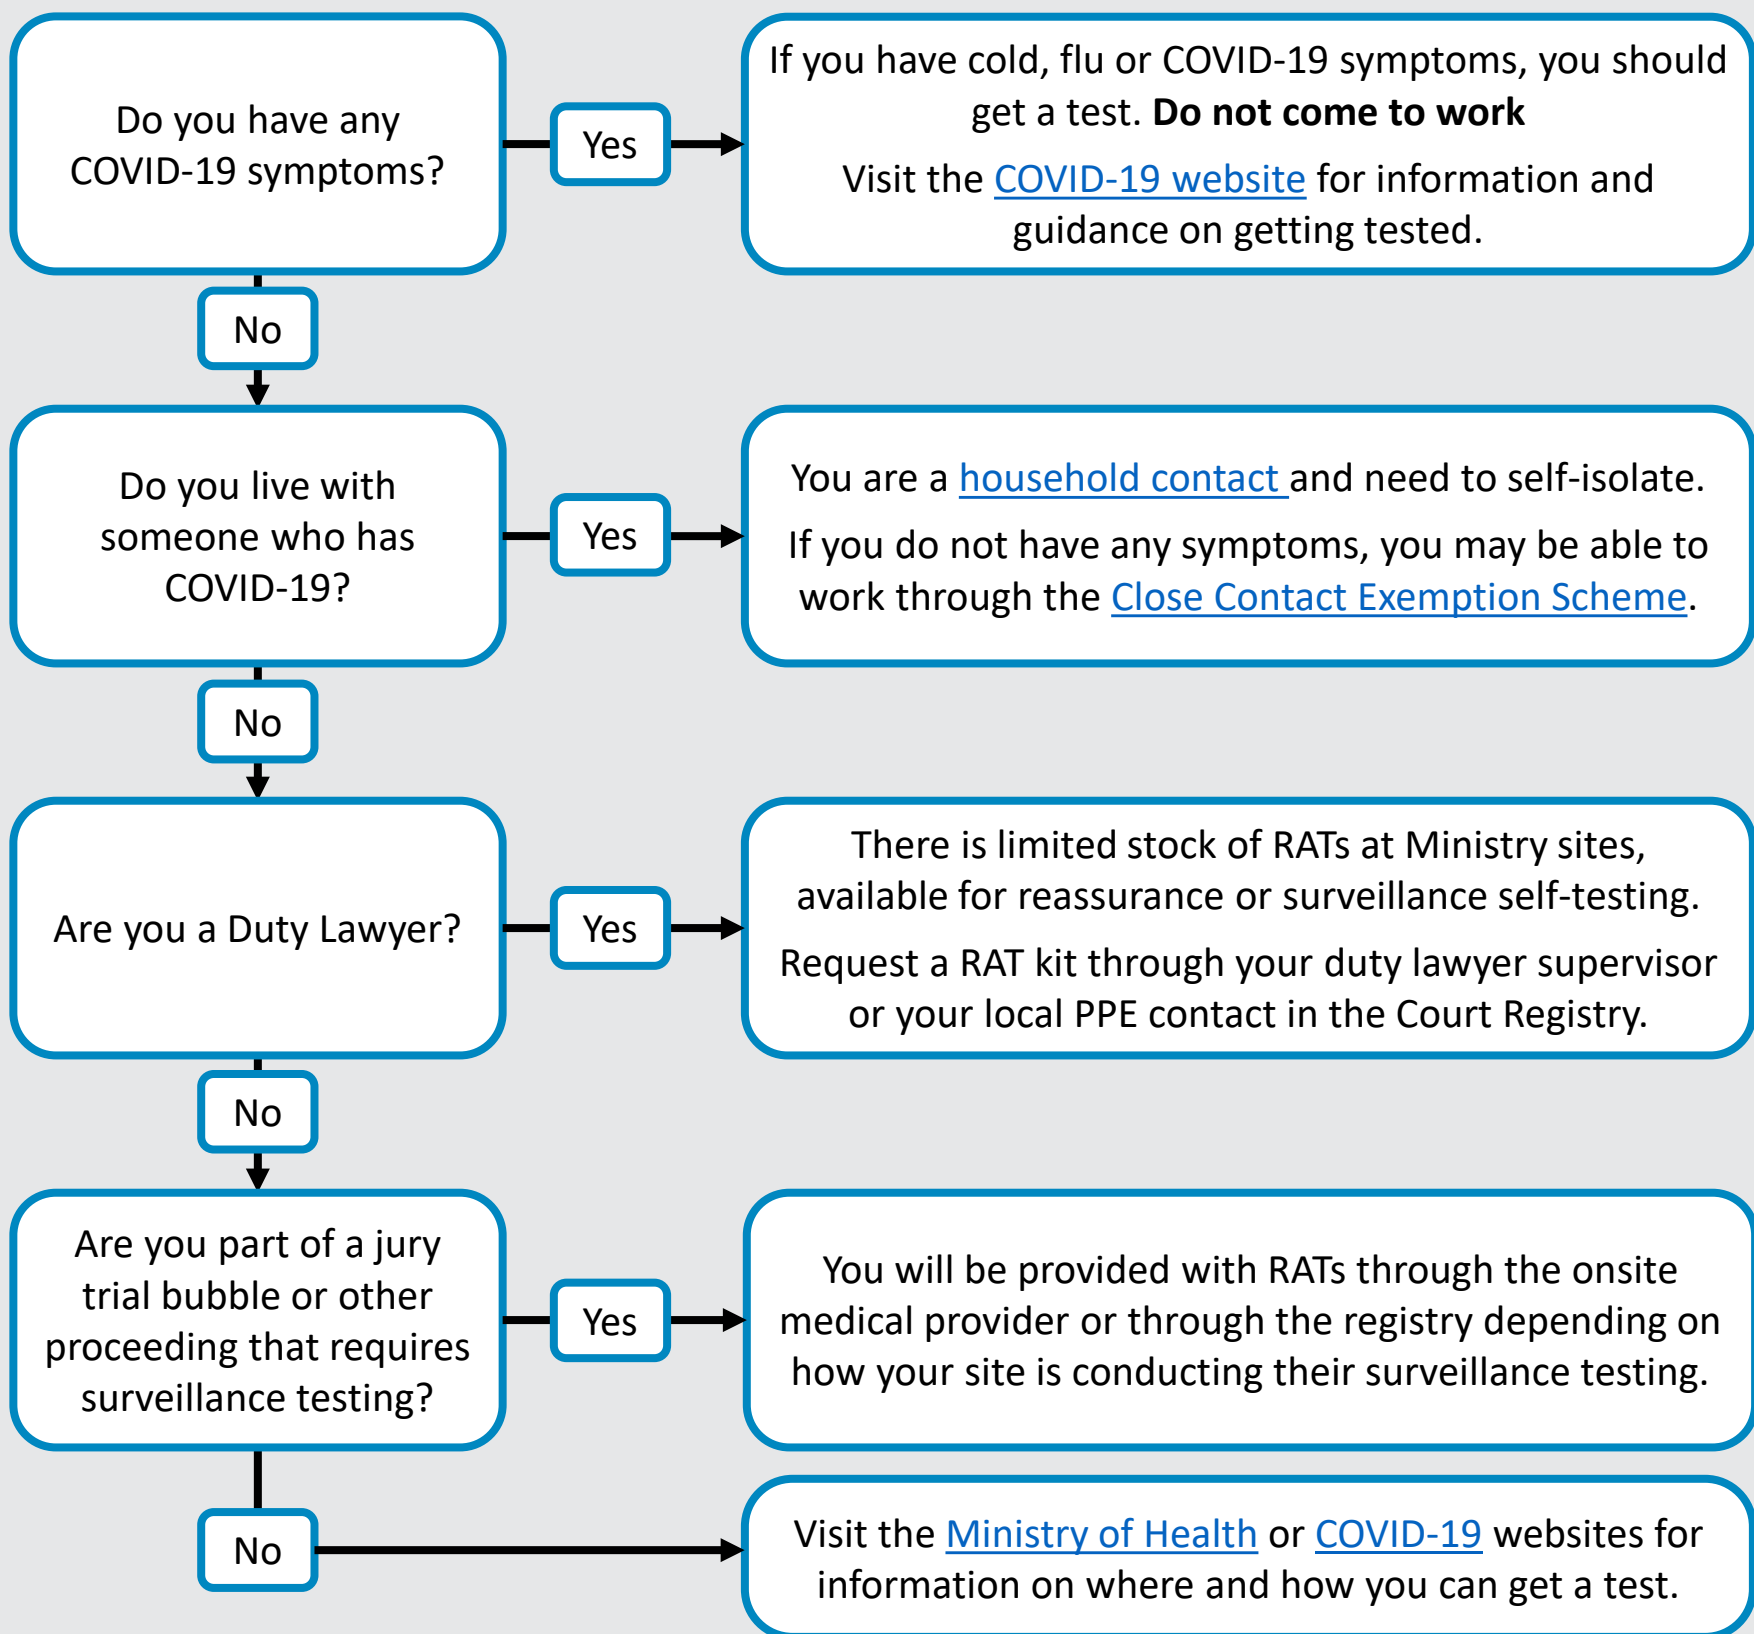 Do you have any
COVID-19 symptoms?
Yes
If you have cold, flu or COVID-19 symptoms, you should
get a test. Do not come to work
Visit the COVID-19 website for information and
guidance on getting tested.
No
Do you live with
someone who has
COVID-19?
Yes
You are a household contact and need to self-isolate.
If you do not have any symptoms, you may be able to
work through the Close Contact Exemption Scheme.
No
Are you a Duty Lawyer?
Yes
There is limited stock of RATs at Ministry sites,
available for reassurance or surveillance self-testing.
Request a RAT kit through your duty lawyer supervisor
or your local PPE contact in the Court Registry.
No
Are you part of a jury
trial bubble or other
proceeding that requires
surveillance testing?
Yes
You will be provided with RATs through the onsite
medical provider or through the registry depending on
how your site is conducting their surveillance testing.
No
Visit the Ministry of Health or COVID-19 websites for
information on where and how you can get a test.